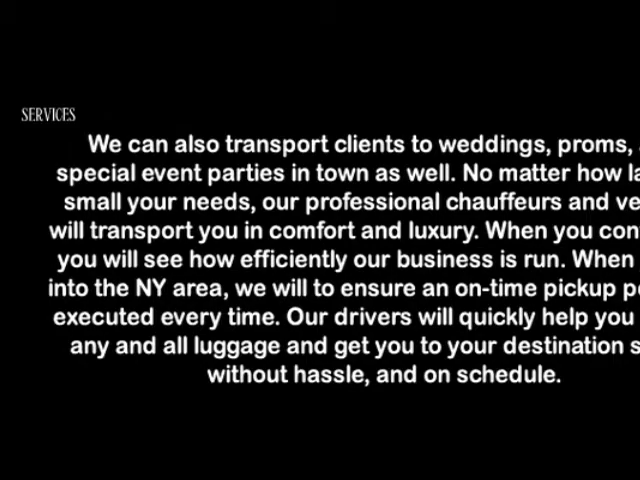 SERVICES
We can also transport clients to weddings, proms,
special event parties in town as well. No matter how
small your needs, our professional chauffeurs and
will transport you in comfort and luxury. When you
you will see how efficiently our business is run. When
into the NY area, we will to ensure an on-time pickup
executed every time. Our drivers will quickly help you
any and all luggage and get you to your destination
without hassle, and on schedule.